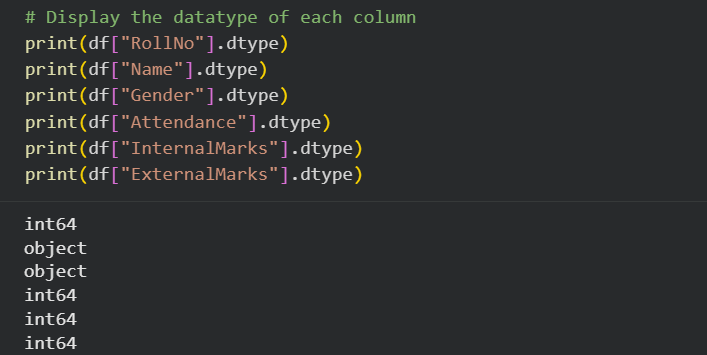 # Display the datatype of each column
print(df["RollNo"].dtype)
print(df["Name"].dtype)
print(df["Gender"].dtype)
print(df["Attendance"].dtype)
print(df["InternalMarks"].dtype)
print(df["ExternalMarks"].dtype)
int64
object
object
int64
int64
int64